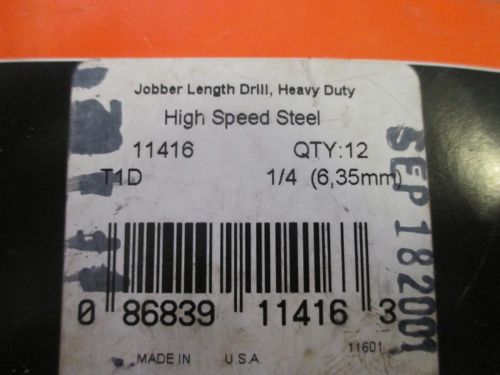 Jobber Length Drill, Heavy Duty
High Speed Steel
11416 QTY:12
T1D 1/4 (6,35mm)
0 86839 11416 3
MADE IN U.S.A. 11601
SEP 18 2001